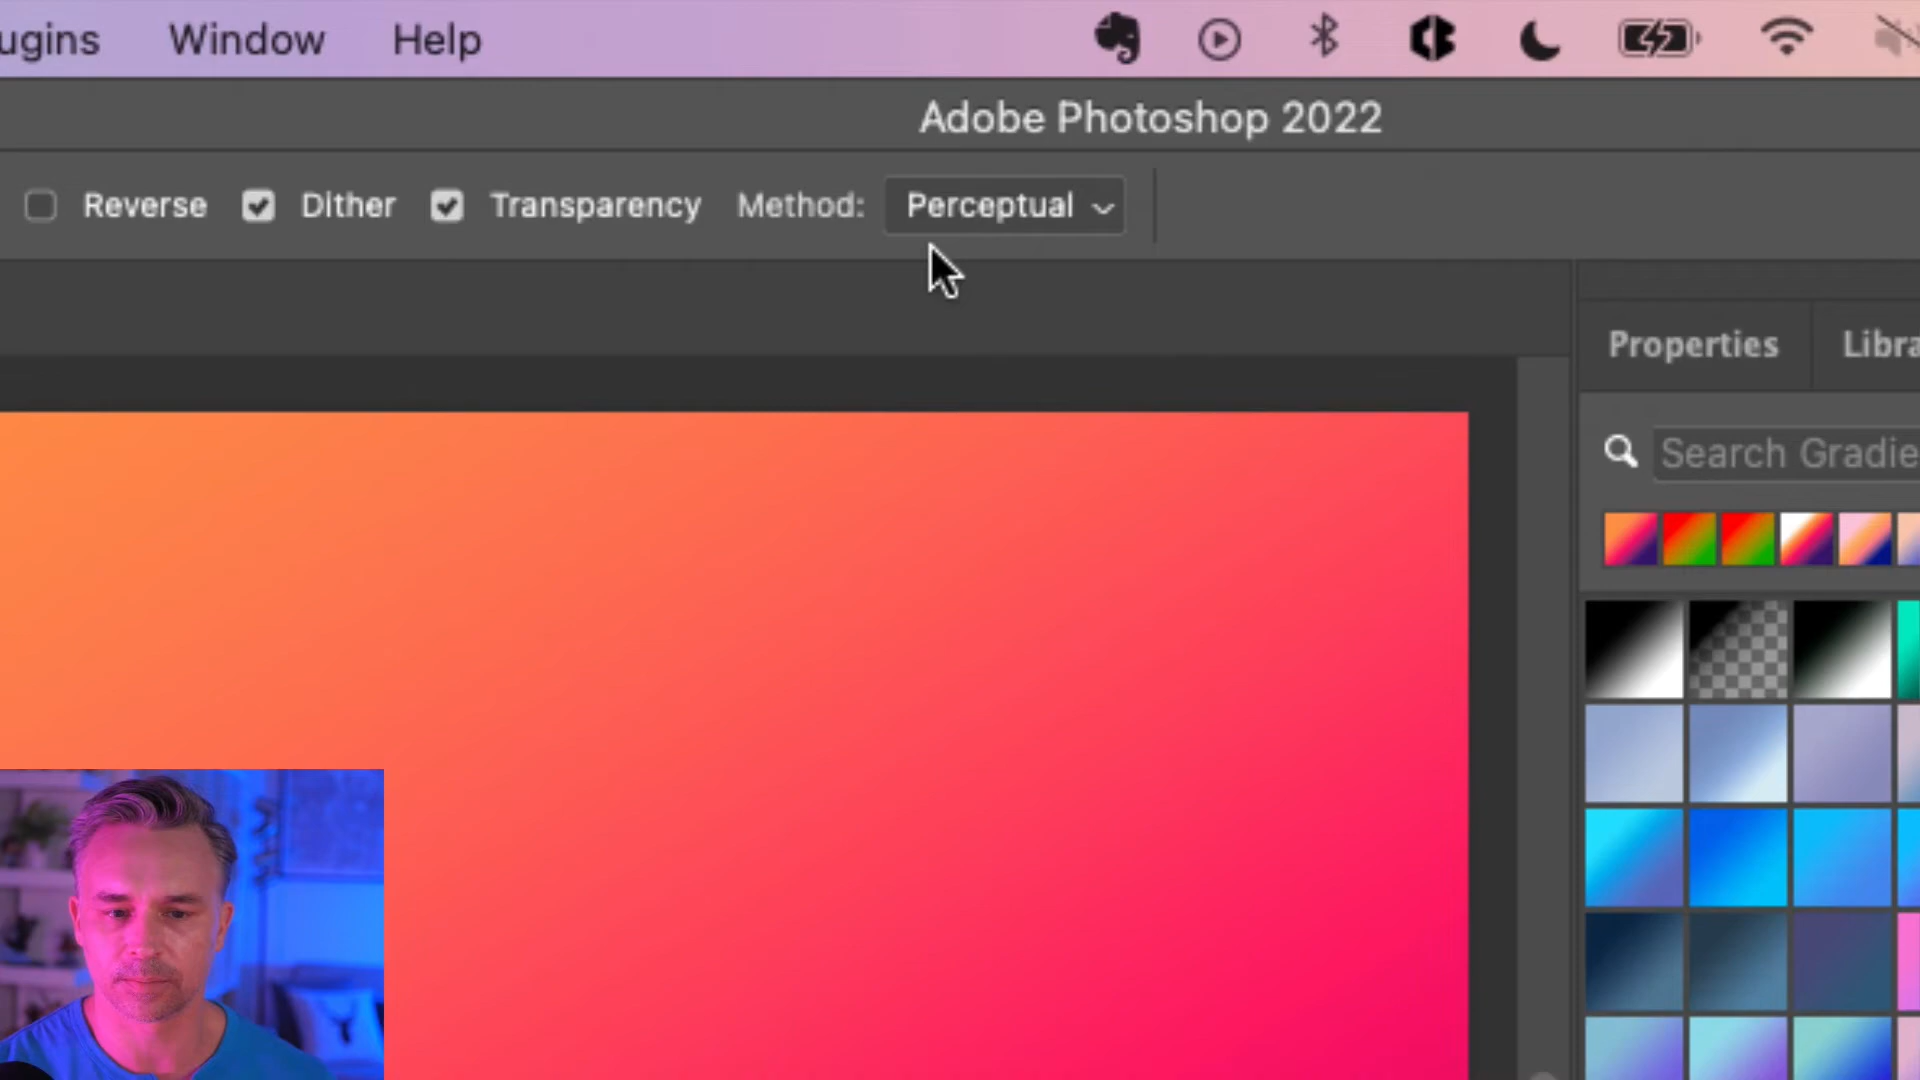 ugins Window Help
Adobe Photoshop 2022
Reverse Dither Transparency Method: Perceptual
Properties Libra
Search Gradie